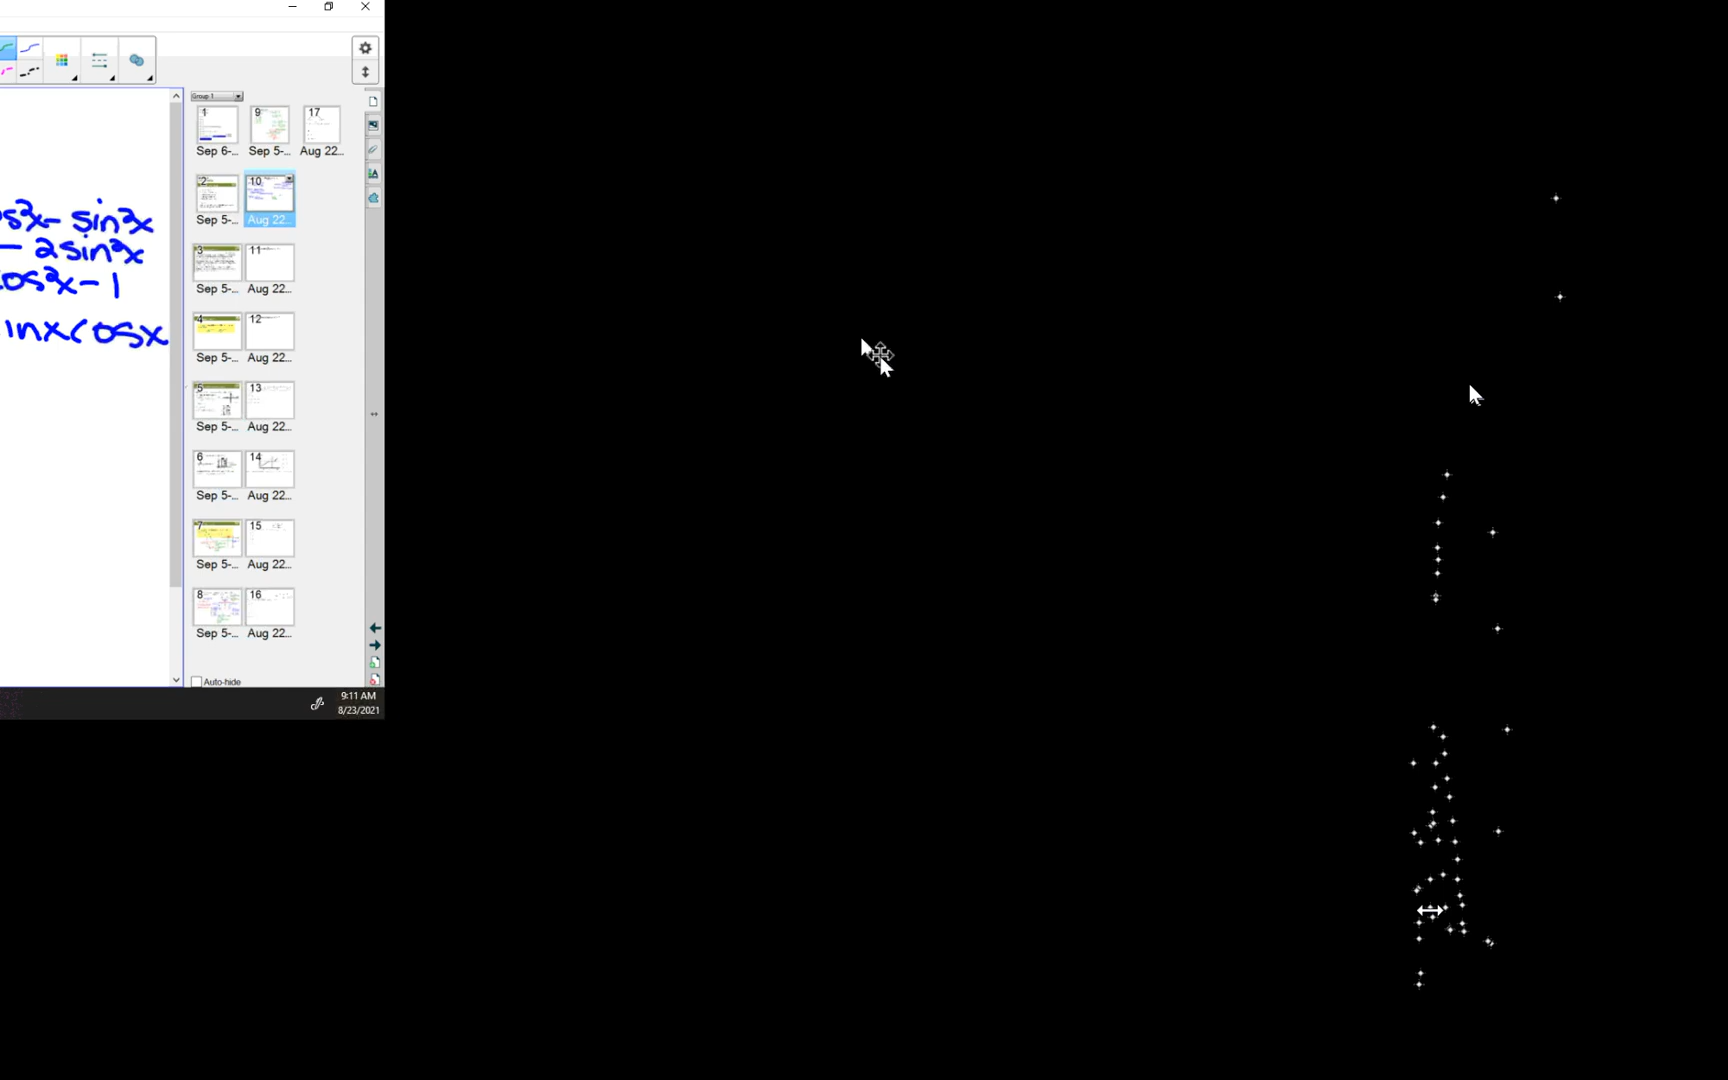 Group 1
1 9 17
Sep 6-... Sep 5-... Aug 22...
2 10
Sep 5-... Aug 22...
3 11
Sep 5-... Aug 22...
4 12
Sep 5-... Aug 22...
5 13
Sep 5-... Aug 22...
6 14
Sep 5-... Aug 22...
7 15
Sep 5-... Aug 22...
8 16
Sep 5-... Aug 22...
os²x - sin²x
- 2sin²x
cos²x - 1
inxcosx
Auto-hide
9:11 AM
8/23/2021